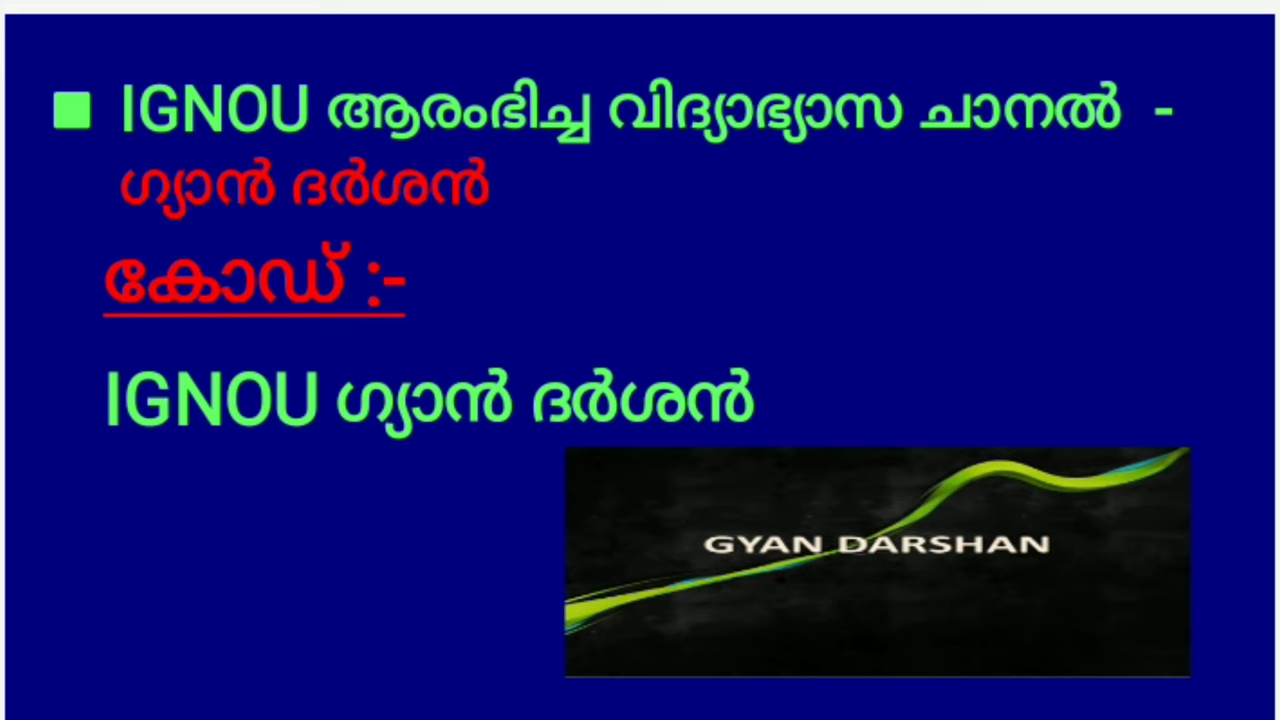 IGNOU ആരംഭിച്ച വിദ്യാഭ്യാസ ചാനൽ -
ഗ്യാൻ ദർശൻ
കോഡ് :-
IGNOU ഗ്യാൻ ദർശൻ
GYAN DARSHAN